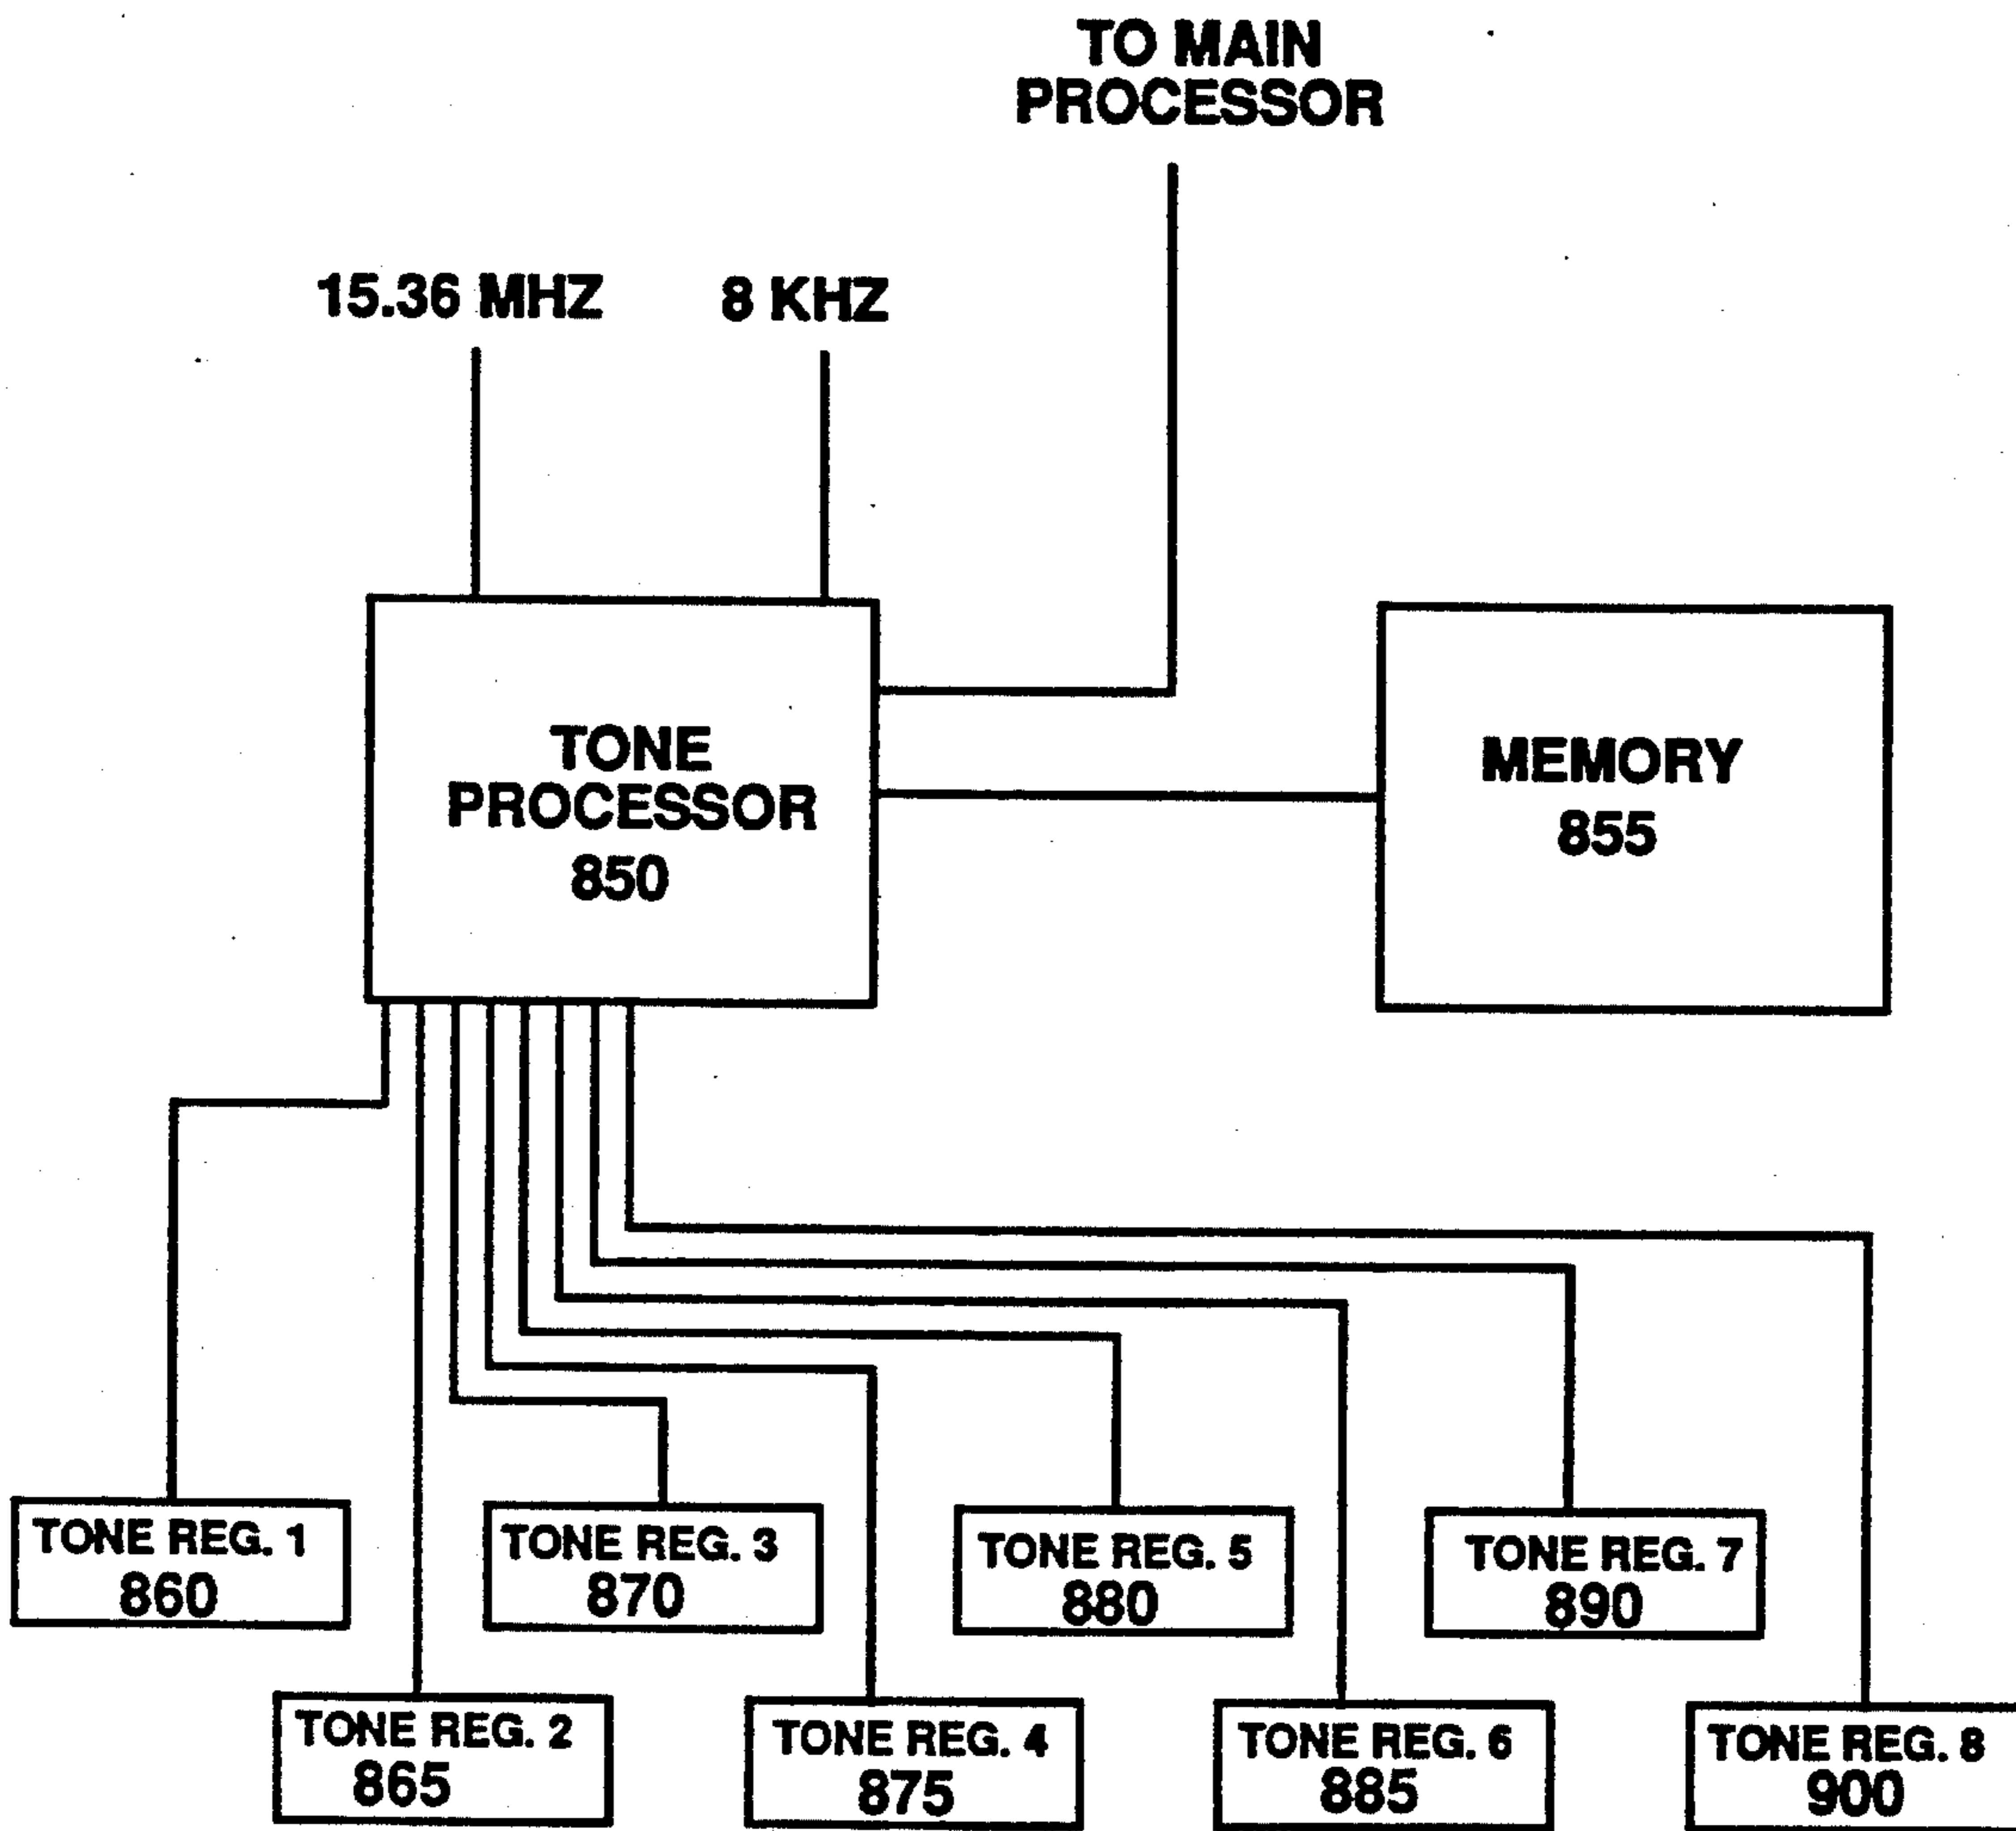 TO MAIN
PROCESSOR
15.36 MHZ
8 KHZ
TONE
PROCESSOR
850
MEMORY
855
TONE REG. 1
860
TONE REG. 3
870
TONE REG. 5
880
TONE REG. 7
890
TONE REG. 2
865
TONE REG. 4
875
TONE REG. 6
885
TONE REG. 8
900